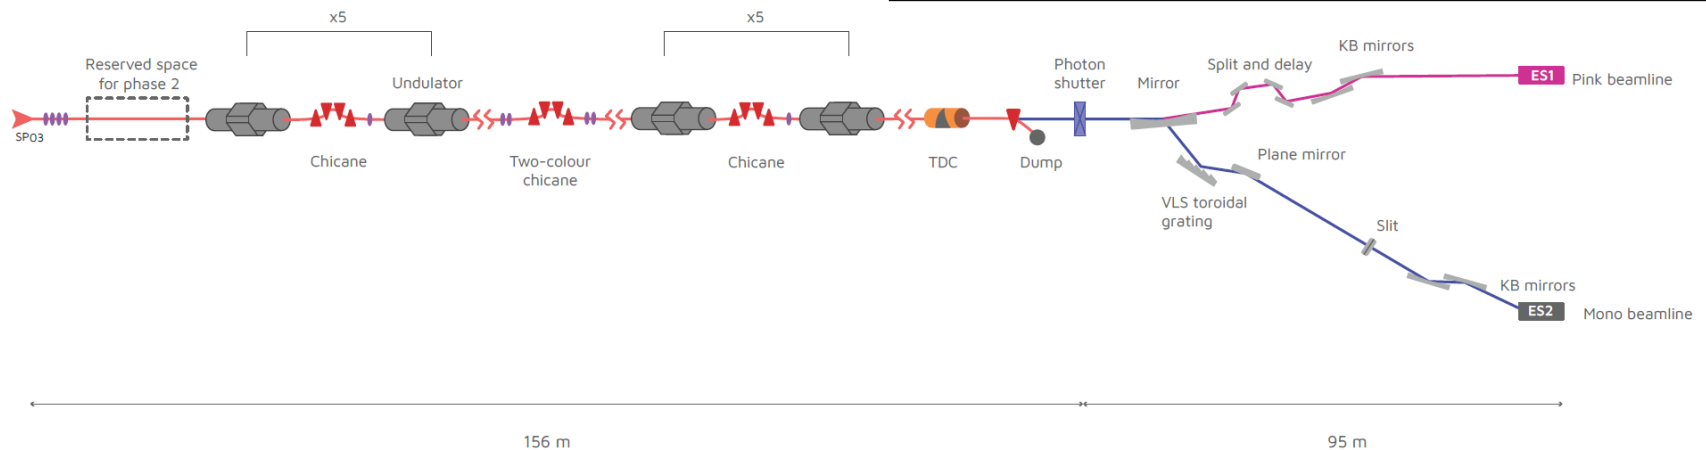 x5
x5
Reserved space
for phase 2
Undulator
Photon
shutter
Mirror
Split and delay
KB mirrors
ES1
Pink beamline
SP03
Chicane
Two-colour
chicane
Chicane
TDC
Dump
Plane mirror
VLS toroidal
grating
Slit
KB mirrors
ES2
Mono beamline
156 m
95 m